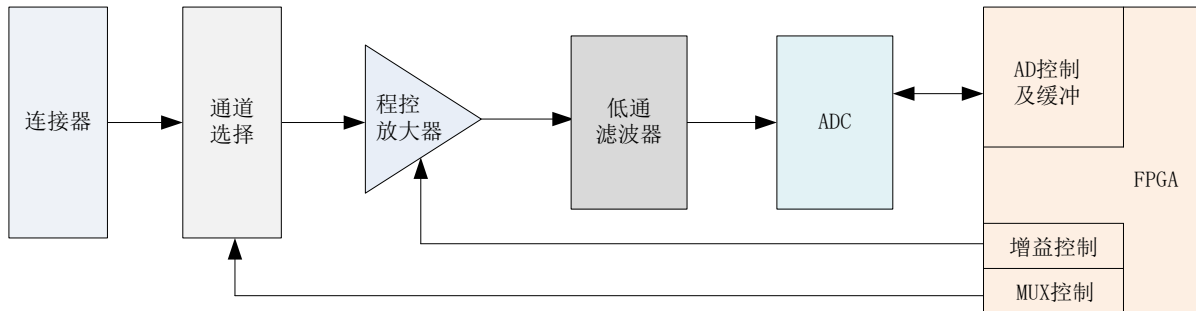 连接器
通道
选择
程控
放大器
低通
滤波器
ADC
AD控制
及缓冲
FPGA
增益控制
MUX控制